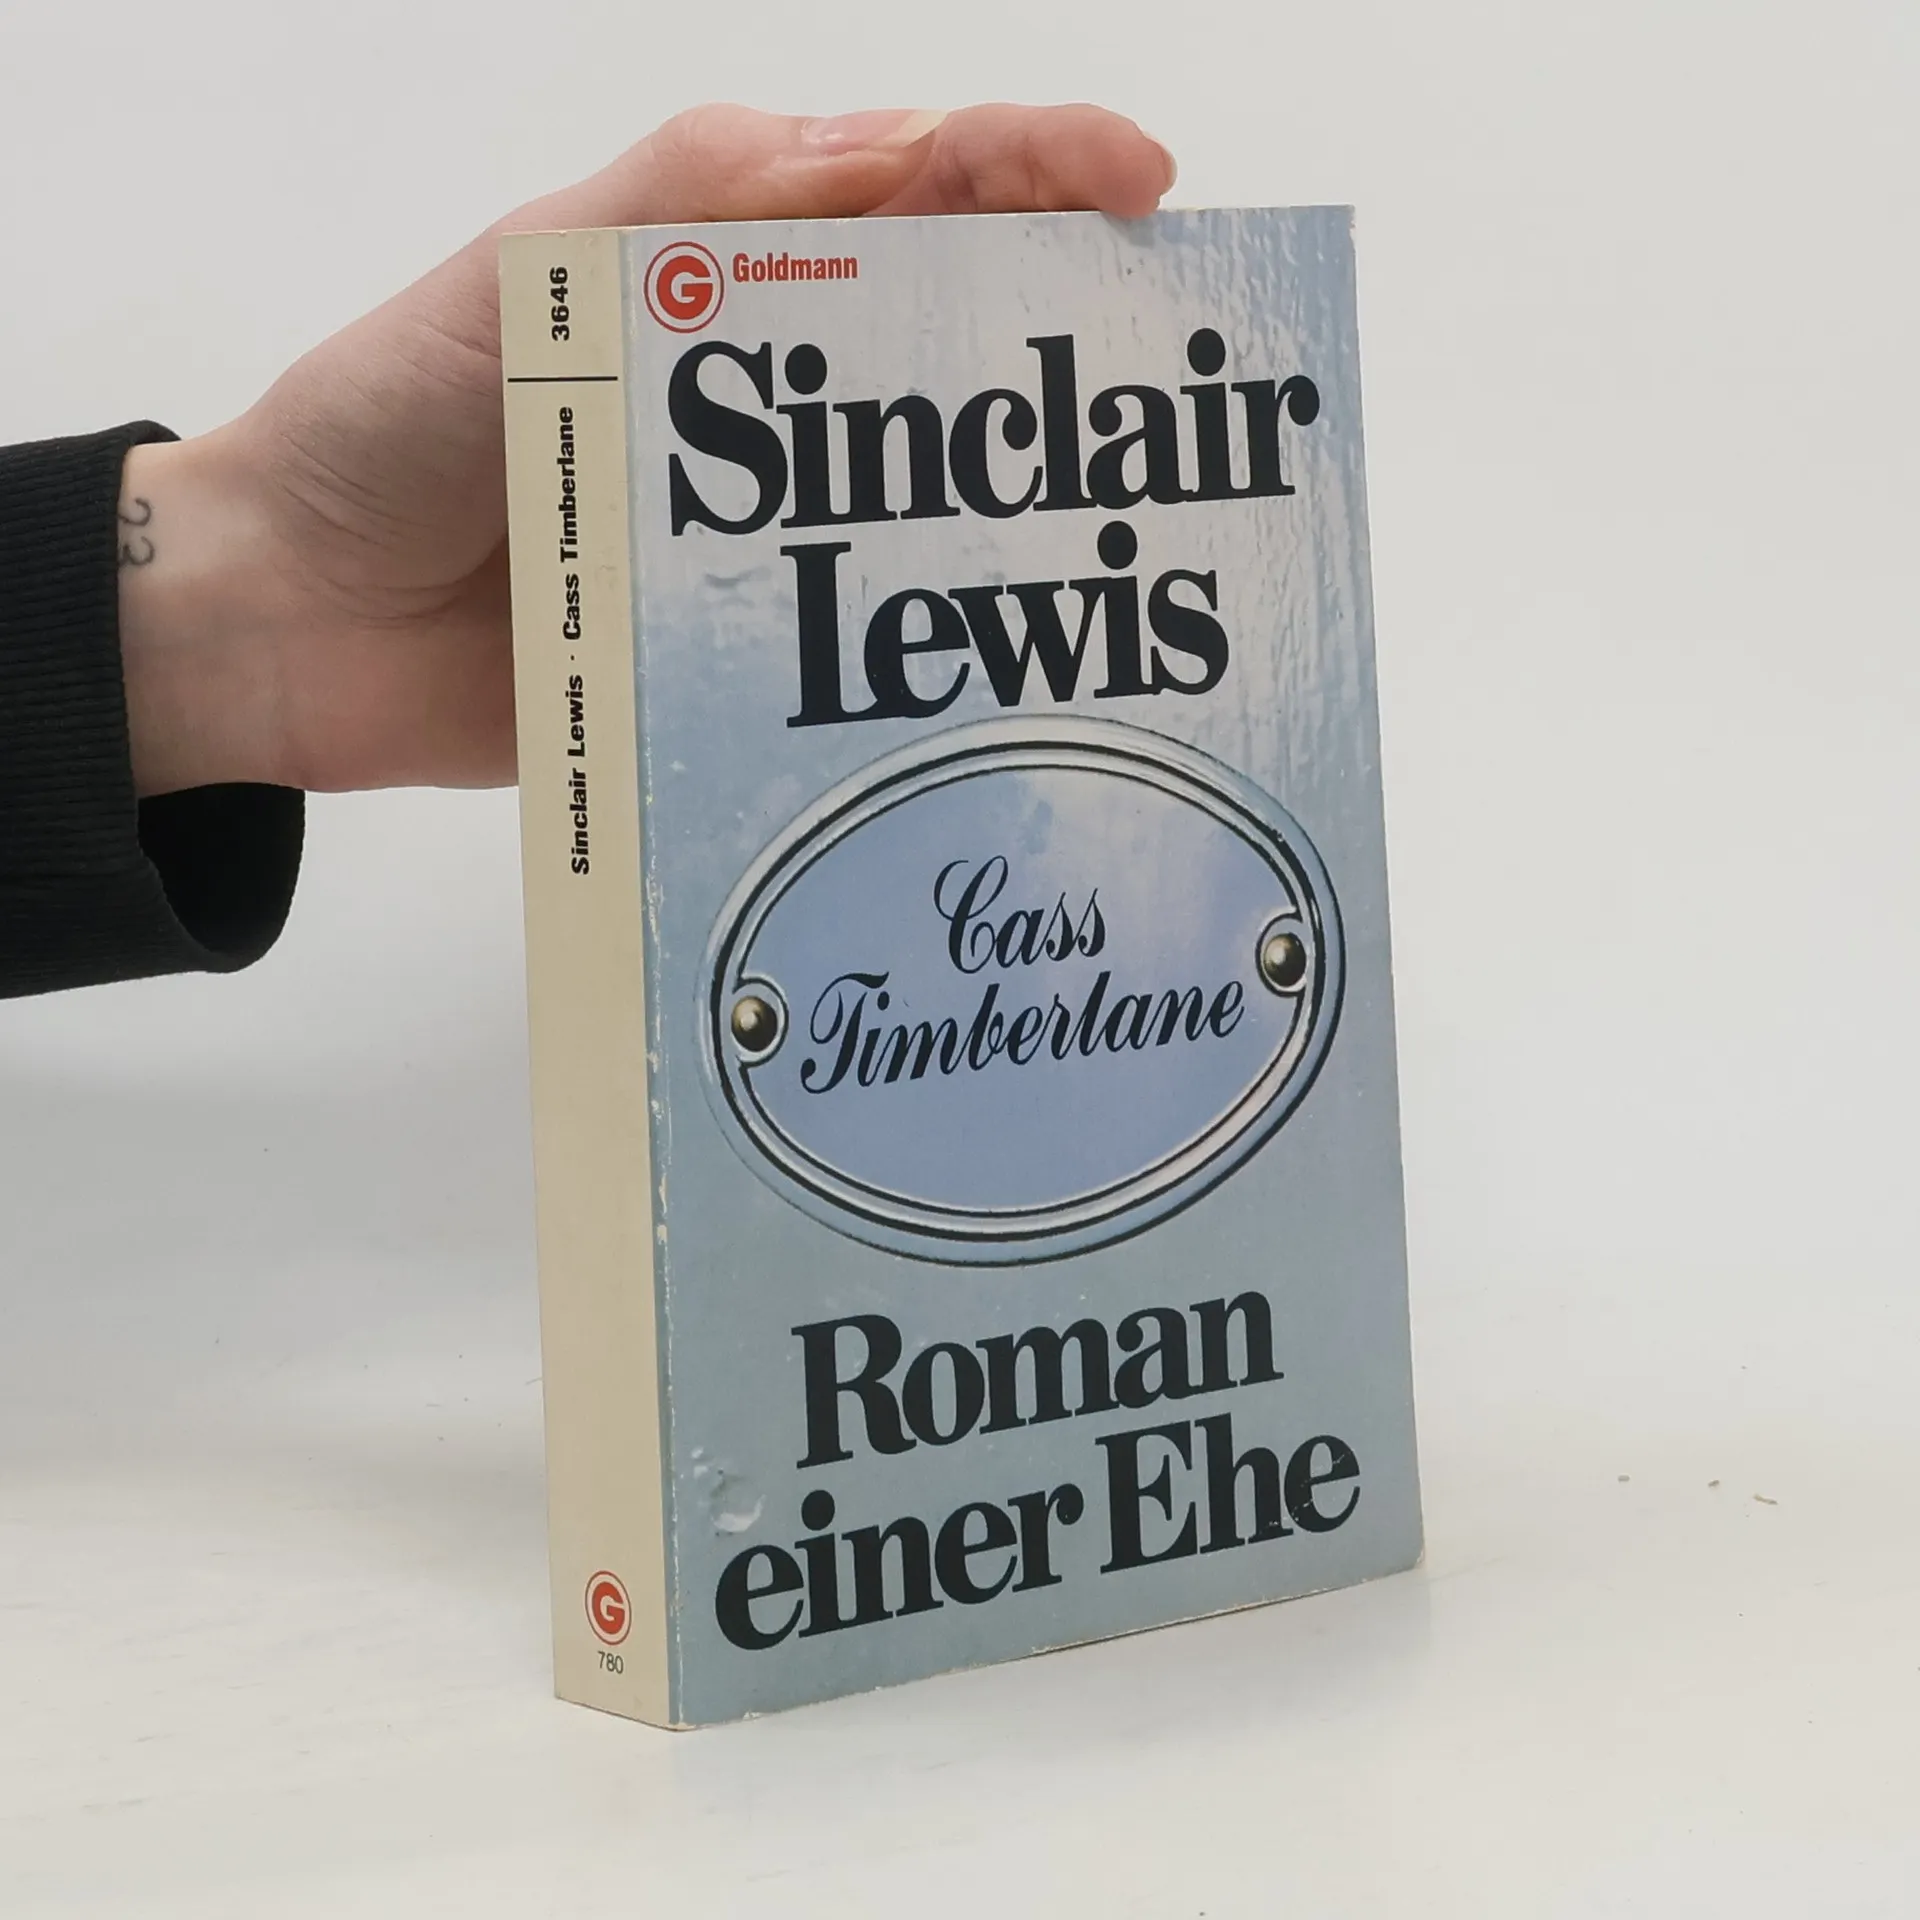 3646
Sinclair Lewis · Cass Timberlane
G
780
G Goldmann
Sinclair
Lewis
Cass
Timberlane
Roman
einer Ehe
23